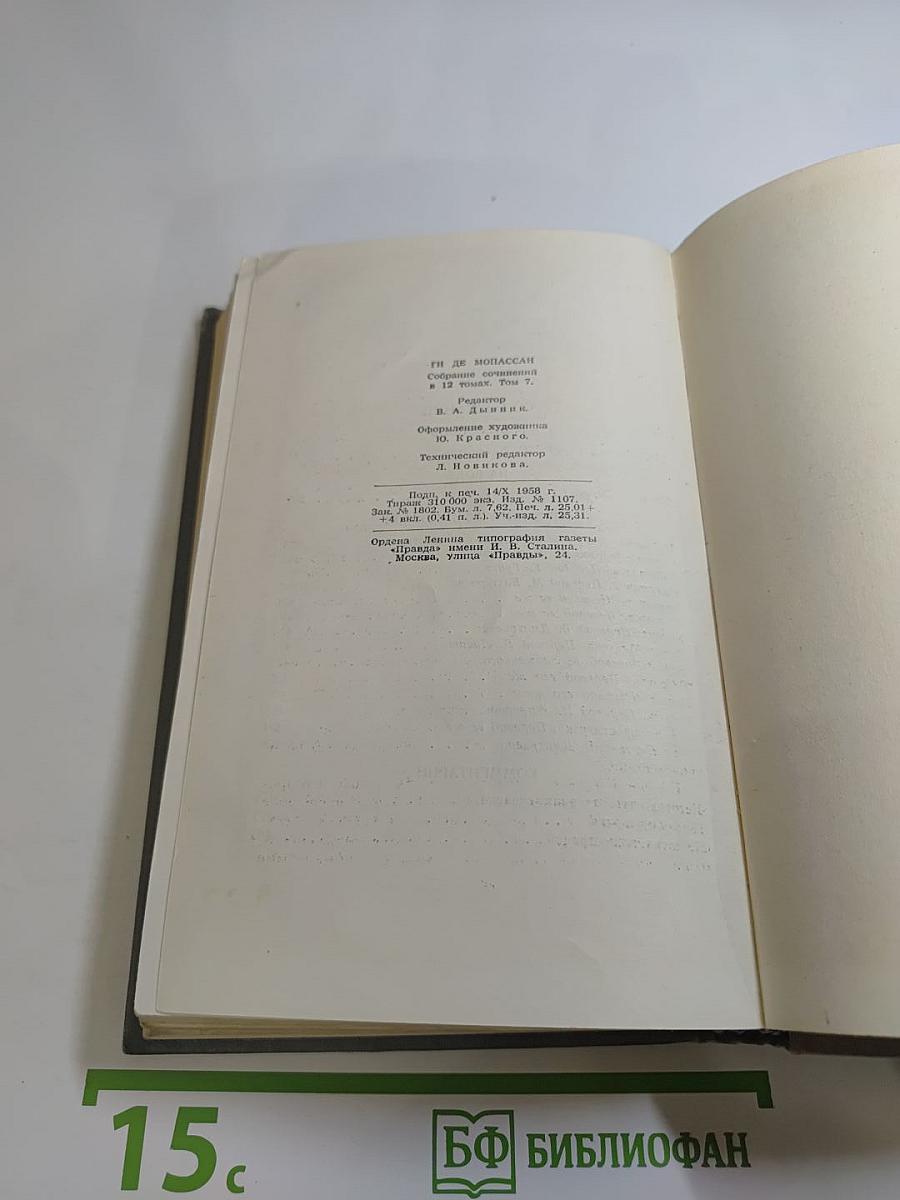 ГИ ДЕ МОПАССАН
Собрание сочинений
в 12 томах. Том 7.
Редактор
В. А. Дынник.
Оформление художника
Ю. Красного.
Технический редактор
Л. Новикова.
Подп. к печ. 14/X 1958 г.
Тираж 310 000 экз. Изд. № 1107.
Зак. № 1802. Бум. л. 7,62. Печ. л. 25,01+
+4 вкл. (0,41 п. л.). Уч.-изд. л. 25,31.
Ордена Ленина типография газеты
«Правда» имени И. В. Сталина.
Москва, улица «Правды», 24.
КОММЕНТАРИИ
15 с
БФ БИБЛИОФАН